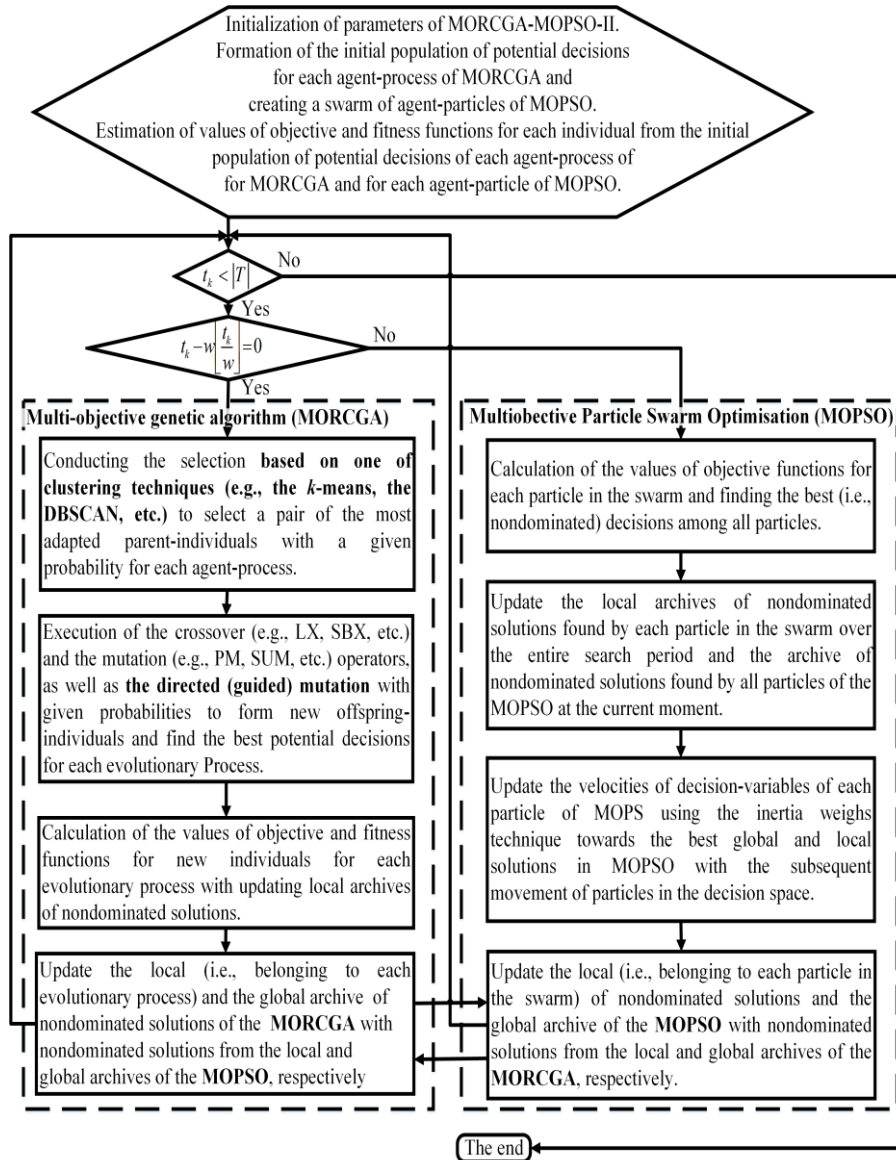 Initialization of parameters of MORCGA-MOPSO-II.
Formation of the initial population of potential decisions
for each agent-process of MORCGA and
creating a swarm of agent-particles of MOPSO.
Estimation of values of objective and fitness functions for each individual from the initial
population of potential decisions of each agent-process of
for MORCGA and for each agent-particle of MOPSO.
t_k < |T|
No
Yes
t_k − w⌊t_k/w⌋ = 0
No
Yes
Multi-objective genetic algorithm (MORCGA)
Conducting the selection based on one of
clustering techniques (e.g., the k-means, the
DBSCAN, etc.) to select a pair of the most
adapted parent-individuals with a given
probability for each agent-process.
Execution of the crossover (e.g., LX, SBX, etc.)
and the mutation (e.g., PM, SUM, etc.) operators,
as well as the directed (guided) mutation with
given probabilities to form new offspring-
individuals and find the best potential decisions
for each evolutionary Process.
Calculation of the values of objective and fitness
functions for new individuals for each
evolutionary process with updating local archives
of nondominated solutions.
Update the local (i.e., belonging to each
evolutionary process) and the global archive of
nondominated solutions of the MORCGA with
nondominated solutions from the local and
global archives of the MOPSO, respectively
Multiobective Particle Swarm Optimisation (MOPSO)
Calculation of the values of objective functions for
each particle in the swarm and finding the best (i.e.,
nondominated) decisions among all particles.
Update the local archives of nondominated
solutions found by each particle in the swarm over
the entire search period and the archive of
nondominated solutions found by all particles of the
MOPSO at the current moment.
Update the velocities of decision-variables of each
particle of MOPS using the inertia weighs
technique towards the best global and local
solutions in MOPSO with the subsequent
movement of particles in the decision space.
Update the local (i.e., belonging to each particle in
the swarm) of nondominated solutions and the
global archive of the MOPSO with nondominated
solutions from the local and global archives of the
MORCGA, respectively.
The end